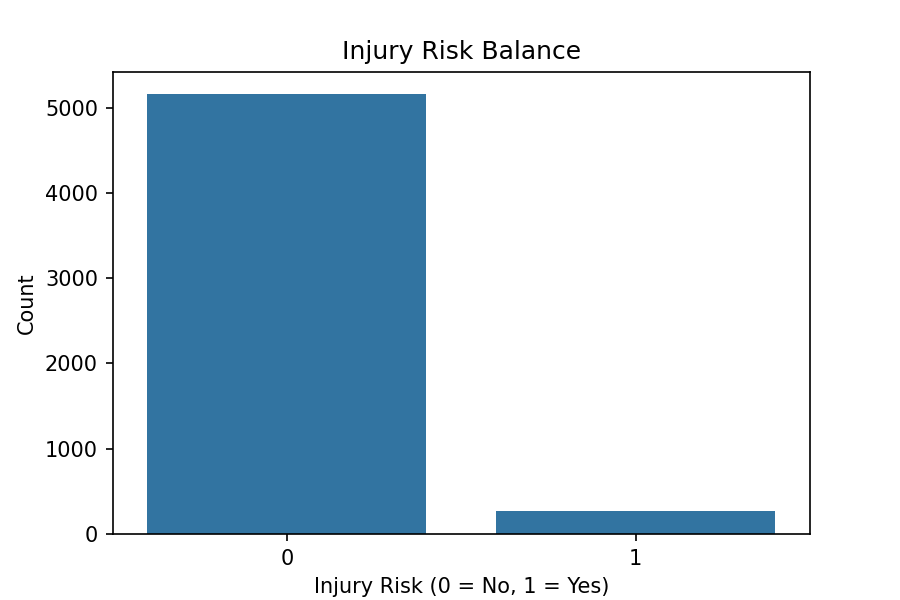 Injury Risk Balance
5000
4000
3000
2000
1000
0
Count
0 1
Injury Risk (0 = No, 1 = Yes)